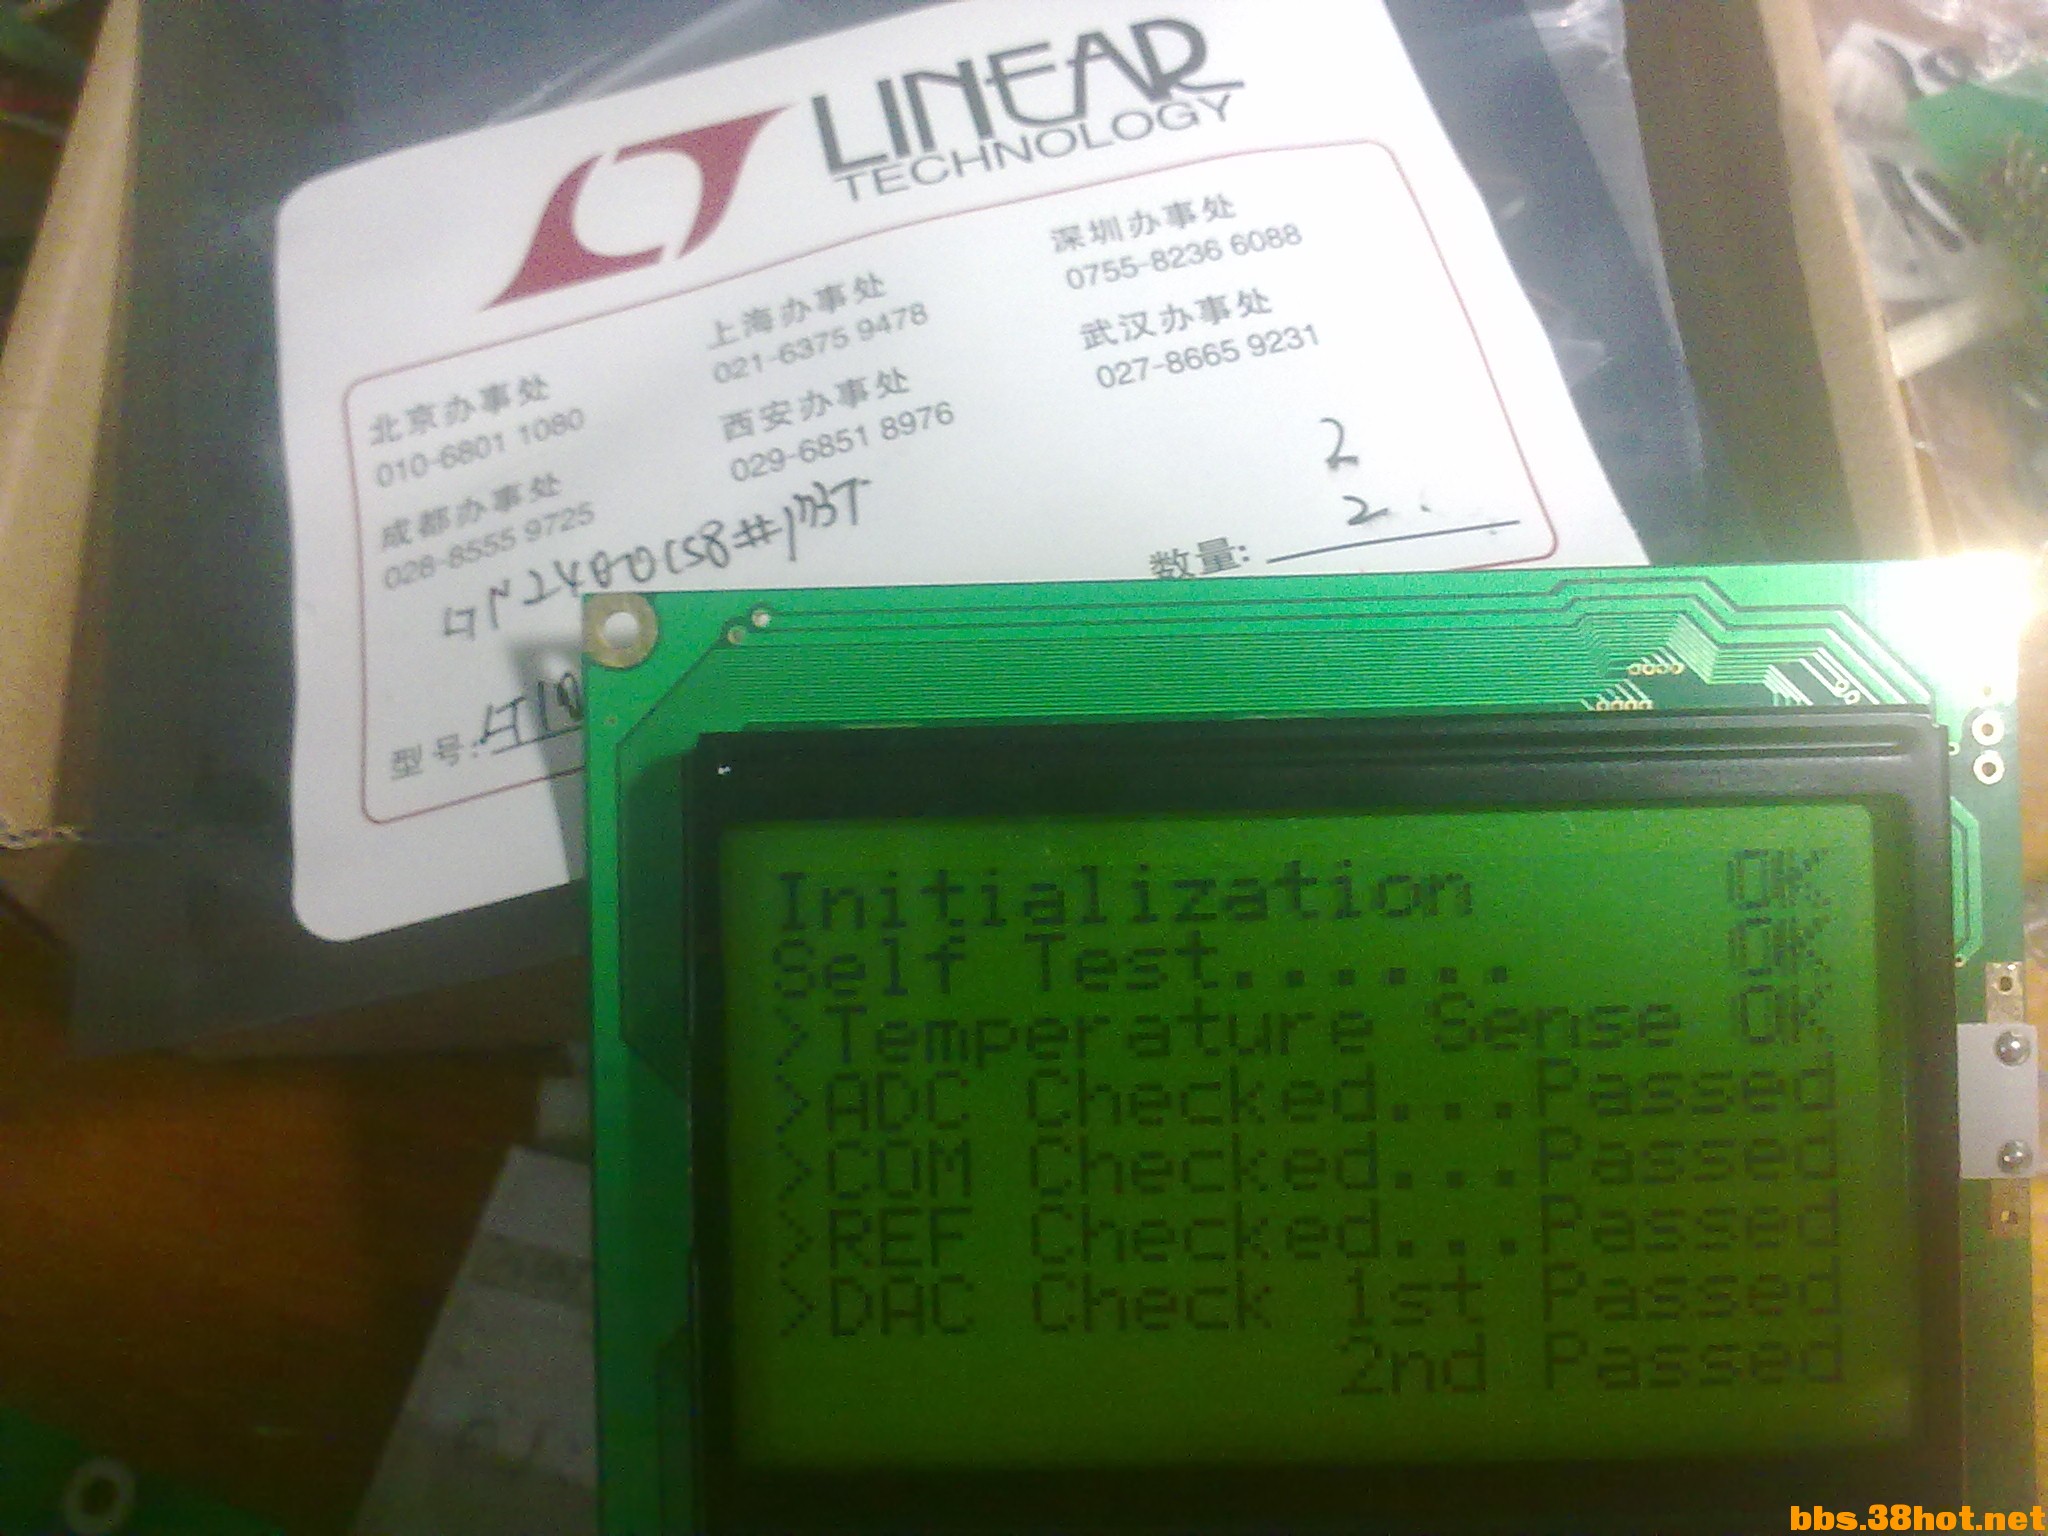 LINEAR
TECHNOLOGY
北京办事处
010-6801 1080
上海办事处
021-6375 9478
深圳办事处
0755-8236 6088
成都办事处
028-8555 9725
西安办事处
029-6851 8976
武汉办事处
027-8665 9231
2
2.
数量:
型号:
Initialization OK
Self Test...... OK
>Temperature Sense OK
>ADC Checked...Passed
>COM Checked...Passed
>REF Checked...Passed
>DAC Check 1st Passed
2nd Passed
bbs.38hot.net